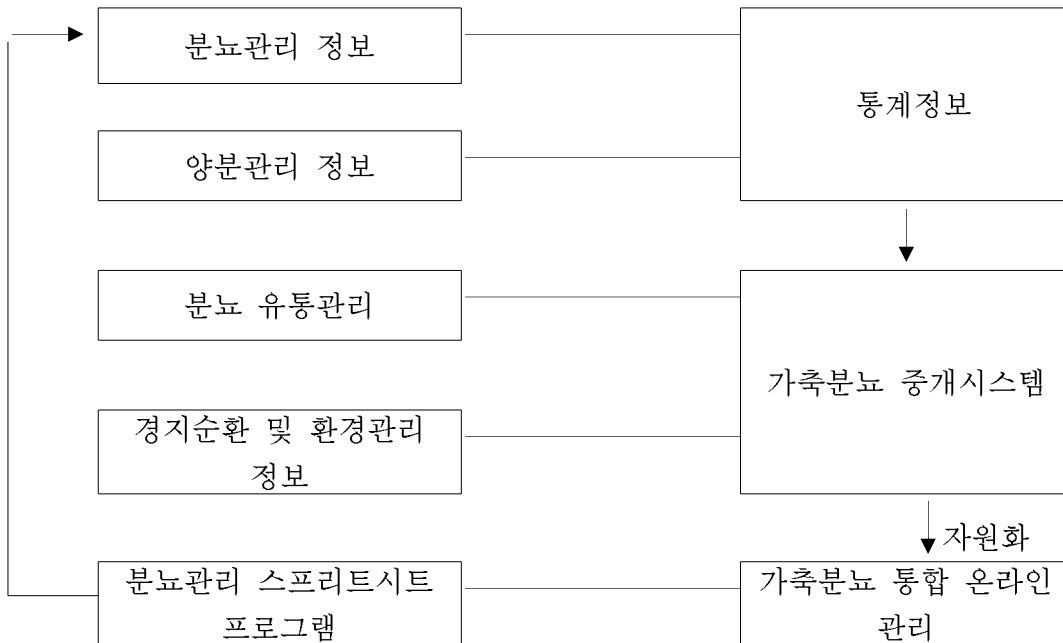 분뇨관리 정보
통계정보
양분관리 정보
분뇨 유통관리
가축분뇨 중개시스템
경지순환 및 환경관리
정보
자원화
분뇨관리 스프리트시트
프로그램
가축분뇨 통합 온라인
관리